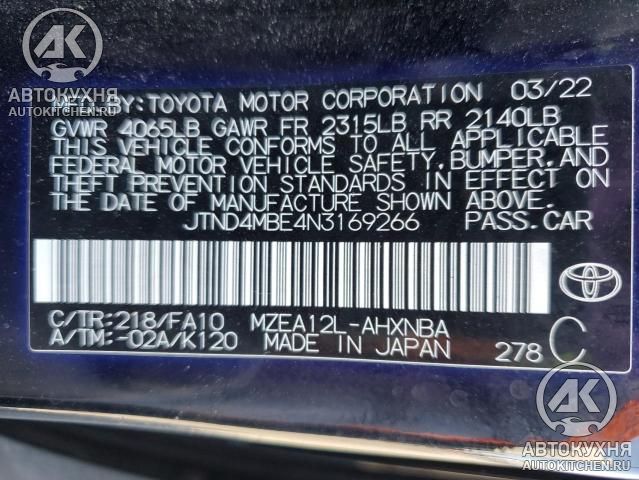 АК
АВТОКУХНЯ
AUTOKITCHEN.RU
MFD. BY: TOYOTA MOTOR CORPORATION 03/22
GVWR 4065LB GAWR FR 2315LB RR 2140LB
THIS VEHICLE CONFORMS TO ALL APPLICABLE
FEDERAL MOTOR VEHICLE SAFETY, BUMPER, AND
THEFT PREVENTION STANDARDS IN EFFECT ON
THE DATE OF MANUFACTURE SHOWN ABOVE.
JTND4MBE4N3169266 PASS.CAR
C/TR:218/FA10 MZEA12L-AHXNBA
A/TM:-02A/K120 MADE IN JAPAN 278 C
АК
АВТОКУХНЯ
AUTOKITCHEN.RU